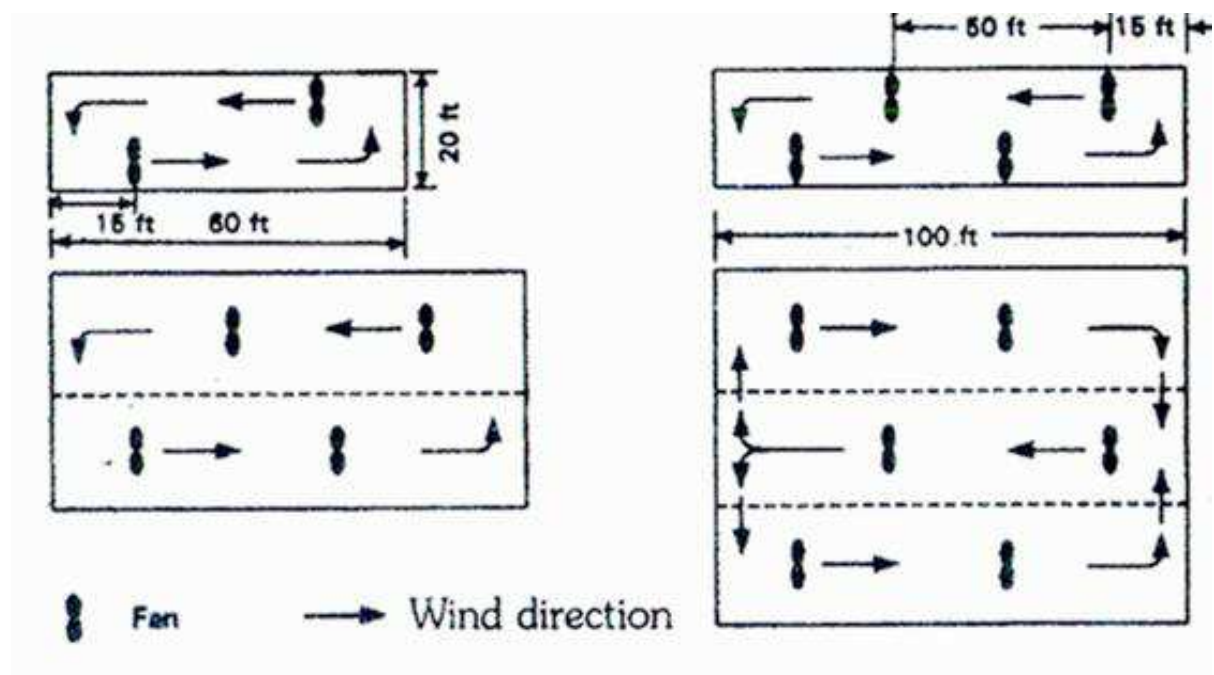 50 ft 15 ft
20 ft
15 ft 60 ft
100 ft
Fan Wind direction